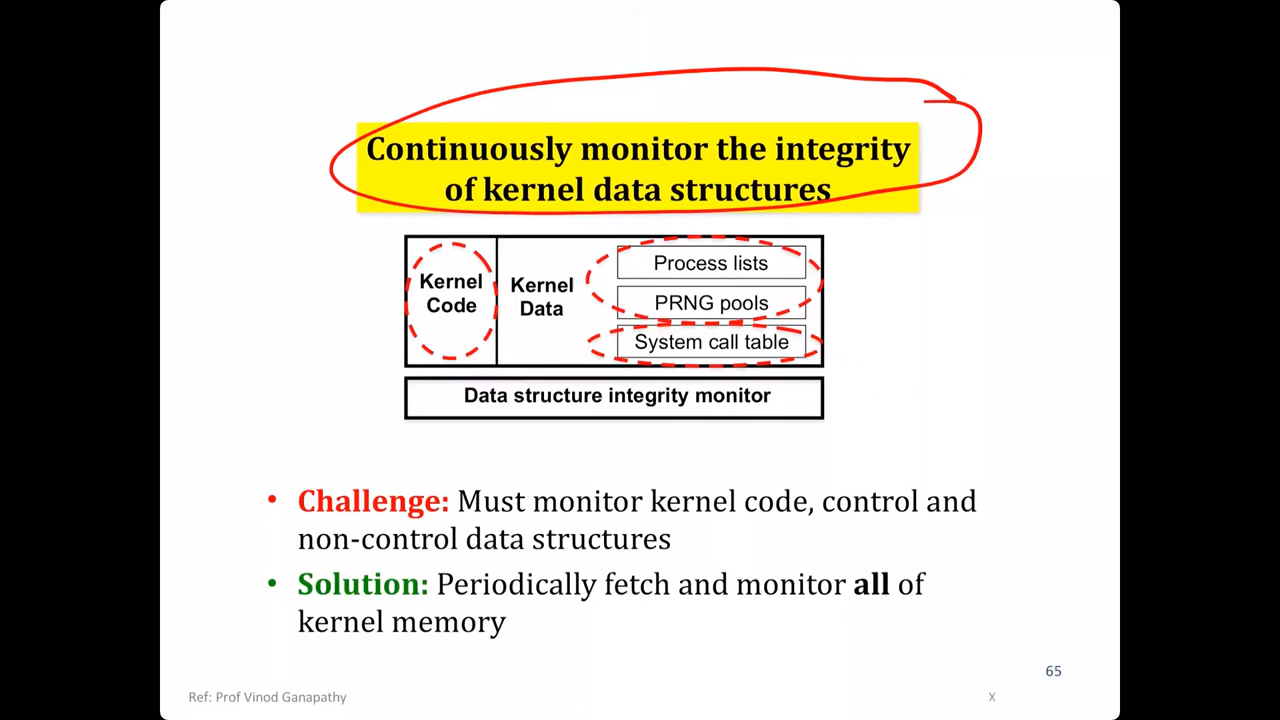 Continuously monitor the integrity
of kernel data structures
Kernel
Code
Kernel
Data
Process lists
PRNG pools
System call table
Data structure integrity monitor
• Challenge: Must monitor kernel code, control and
non-control data structures
• Solution: Periodically fetch and monitor all of
kernel memory
65
Ref: Prof Vinod Ganapathy
X